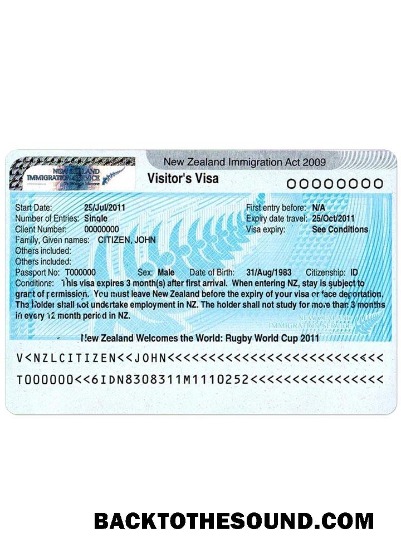 New Zealand Immigration Act 2009
NEW ZEALAND
IMMIGRATION SERVICE
Visitor's Visa
OOOOOOOO
Start Date: 25/Jul/2011 First entry before: N/A
Number of Entries: Single Expiry date travel: 25/Oct/2011
Client Number: 00000000 Visa expiry: See Conditions
Family, Given names: CITIZEN, JOHN
Others included:
Others included:
Passport No: T000000 Sex: Male Date of Birth: 31/Aug/1983 Citizenship: ID
Conditions: This visa expires 3 month(s) after first arrival. When entering NZ, stay is subject to
grant of permission. You must leave New Zealand before the expiry of your visa or face deportation.
The holder shall not undertake employment in NZ. The holder shall not study for more than 3 months
in every 12 month period in NZ.
New Zealand Welcomes the World: Rugby World Cup 2011
V<NZLCITIZEN<<JOHN<<<<<<<<<<<<<<<<<<<<<<<<<<
T000000<<6IDN8308311M1110252<<<<<<<<<<<<<<<<
BACKTOTHESOUND.COM